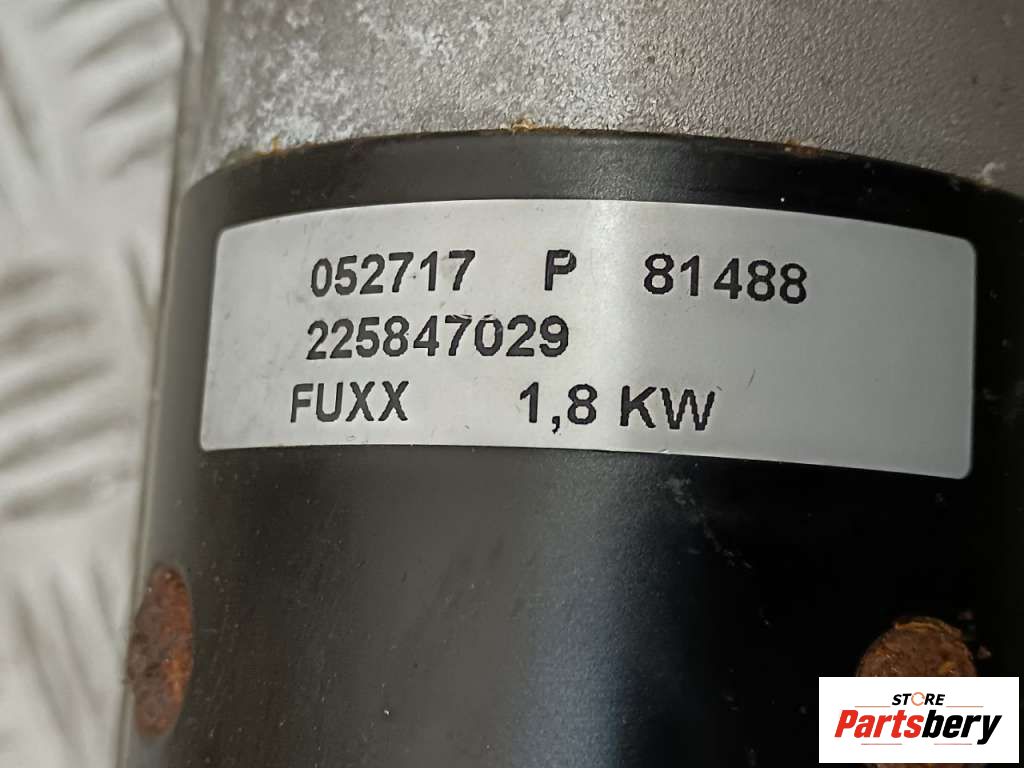 052717 P 81488
225847029
FUXX 1,8 KW
STORE
Partsbery